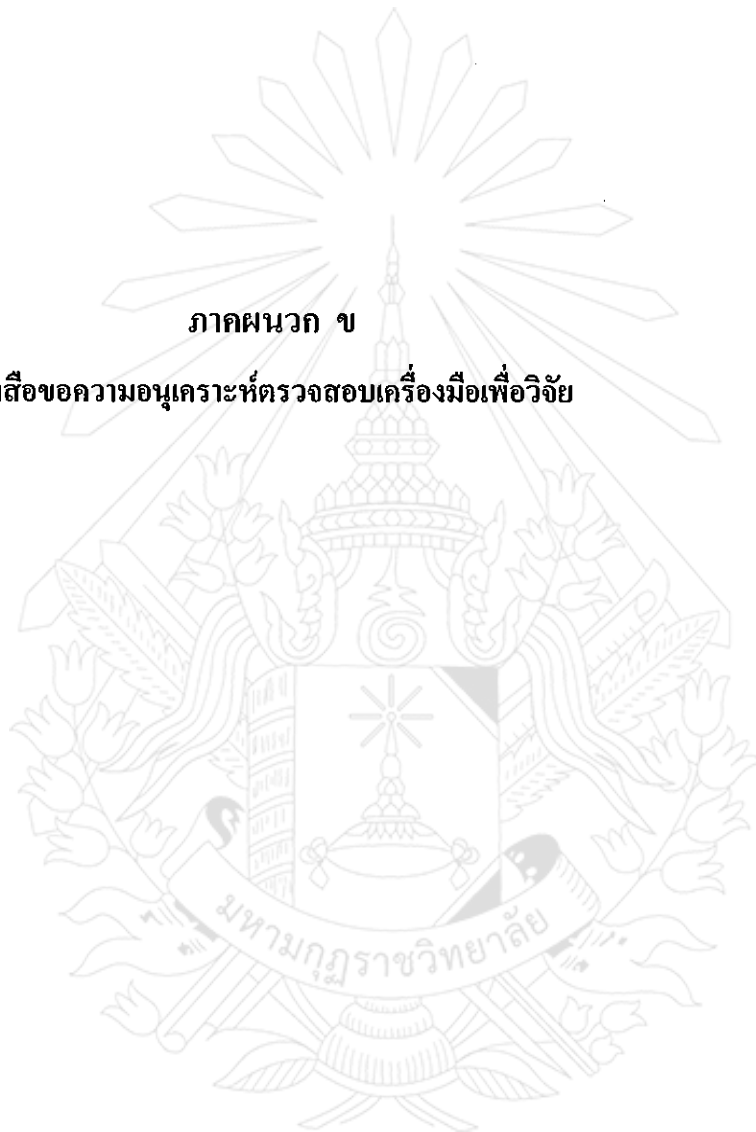 ภาคผนวก ข
สือขอความอนุเคราะห์ตรวจสอบเครื่องมือเพื่อวิจัย
มหามกุฏราชวิทยาลัย